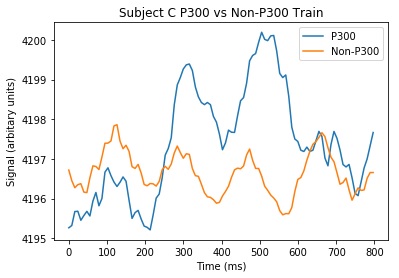 Subject C P300 vs Non-P300 Train
P300
Non-P300
4200
4199
4198
4197
4196
4195
Signal (arbitary units)
0 100 200 300 400 500 600 700 800
Time (ms)